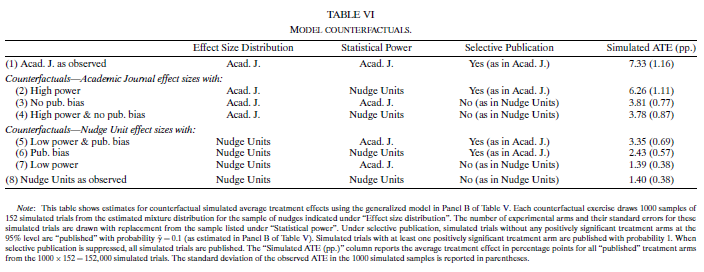 TABLE VI
MODEL COUNTERFACTUALS.
Effect Size Distribution Statistical Power Selective Publication Simulated ATE (pp.)
(1) Acad. J. as observed Acad. J. Acad. J. Yes (as in Acad. J.) 7.33 (1.16)
Counterfactuals—Academic Journal effect sizes with:
(2) High power Acad. J. Nudge Units Yes (as in Acad. J.) 6.26 (1.11)
(3) No pub. bias Acad. J. Acad. J. No (as in Nudge Units) 3.81 (0.77)
(4) High power & no pub. bias Acad. J. Nudge Units No (as in Nudge Units) 3.78 (0.87)
Counterfactuals—Nudge Unit effect sizes with:
(5) Low power & pub. bias Nudge Units Acad. J. Yes (as in Acad. J.) 3.35 (0.69)
(6) Pub. bias Nudge Units Nudge Units Yes (as in Acad. J.) 2.43 (0.57)
(7) Low power Nudge Units Acad. J. No (as in Nudge Units) 1.39 (0.38)
(8) Nudge Units as observed Nudge Units Nudge Units No (as in Nudge Units) 1.40 (0.38)
Note: This table shows estimates for counterfactual simulated average treatment effects using the generalized model in Panel B of Table V. Each counterfactual exercise draws 1000 samples of
152 simulated trials from the estimated mixture distribution for the sample of nudges indicated under “Effect size distribution”. The number of experimental arms and their standard errors for these
simulated trials are drawn with replacement from the sample listed under “Statistical power”. Under selective publication, simulated trials without any positively significant treatment arms at the
95% level are “published” with probability γ̂ = 0.1 (as estimated in Panel B of Table V). Simulated trials with at least one positively significant treatment arm are published with probability 1. When
selective publication is suppressed, all simulated trials are published. The “Simulated ATE (pp.)” column reports the average treatment effect in percentage points for all “published” treatment arms
from the 1000 × 152 = 152,000 simulated trials. The standard deviation of the observed ATE in the 1000 simulated samples is reported in parentheses.